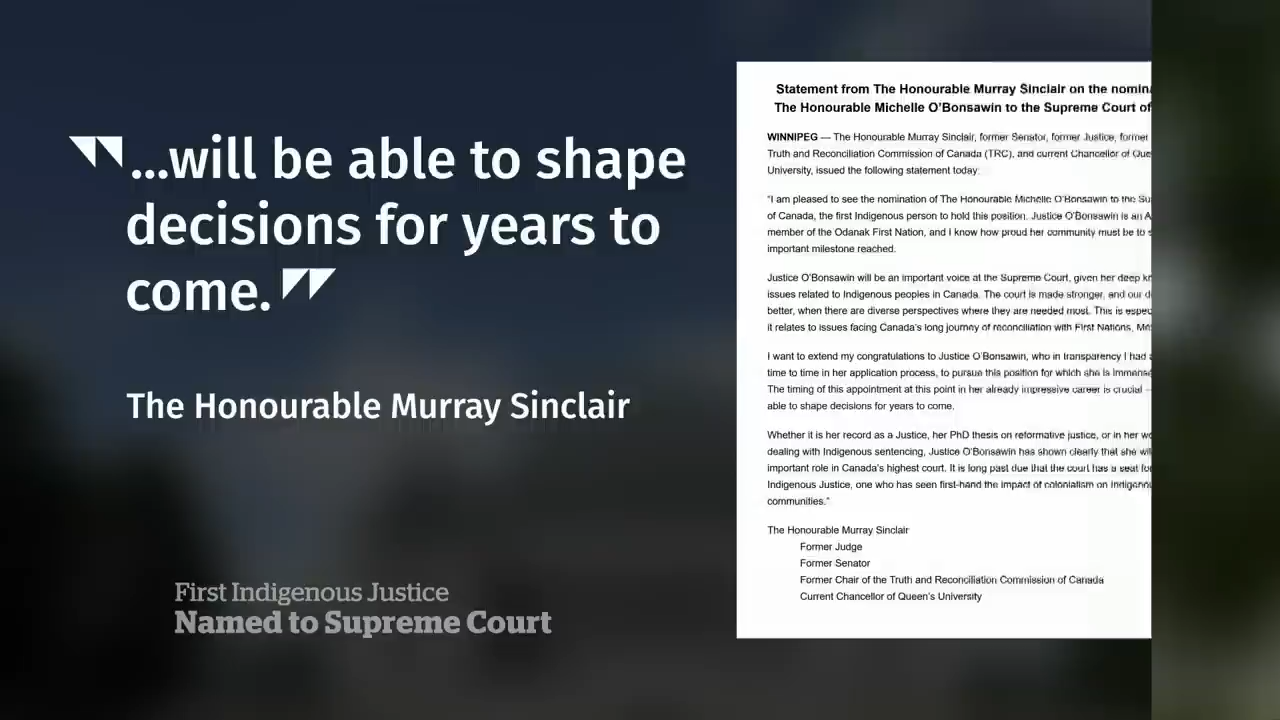 ...will be able to shape
decisions for years to
come.
The Honourable Murray Sinclair
First Indigenous Justice
Named to Supreme Court
Statement from The Honourable Murray Sinclair on the
The Honourable Michelle O'Bonsawin to the Supreme Court of
WINNIPEG — The Honourable Murray Sinclair, former Senator, former Justice, former
Truth and Reconciliation Commission of Canada (TRC), and current Chancellor of
University, issued the following statement today:
"I am pleased to see the nomination of The Honourable Michelle O'Bonsawin to the
of Canada, the first Indigenous person to hold this position. Justice O'Bonsawin is an
member of the Odanak First Nation, and I know how proud her community must be to
important milestone reached.
Justice O'Bonsawin will be an important voice at the Supreme Court, given her deep
issues related to Indigenous peoples in Canada. The court is made stronger, and our
better, when there are diverse perspectives where they are needed most. This is
it relates to issues facing Canada's long journey of reconciliation with First Nations,
I want to extend my congratulations to Justice O'Bonsawin, who in transparency I had
time to time in her application process, to pursue this position for which she is
The timing of this appointment at this point in her already impressive career is crucial —
able to shape decisions for years to come.
Whether it is her record as a Justice, her PhD thesis on reformative justice, or in her
dealing with Indigenous sentencing, Justice O'Bonsawin has shown clearly that she
important role in Canada's highest court. It is long past due that the court has a seat
Indigenous Justice, one who has seen first-hand the impact of colonialism on
communities."
The Honourable Murray Sinclair
Former Judge
Former Senator
Former Chair of the Truth and Reconciliation Commission of Canada
Current Chancellor of Queen's University